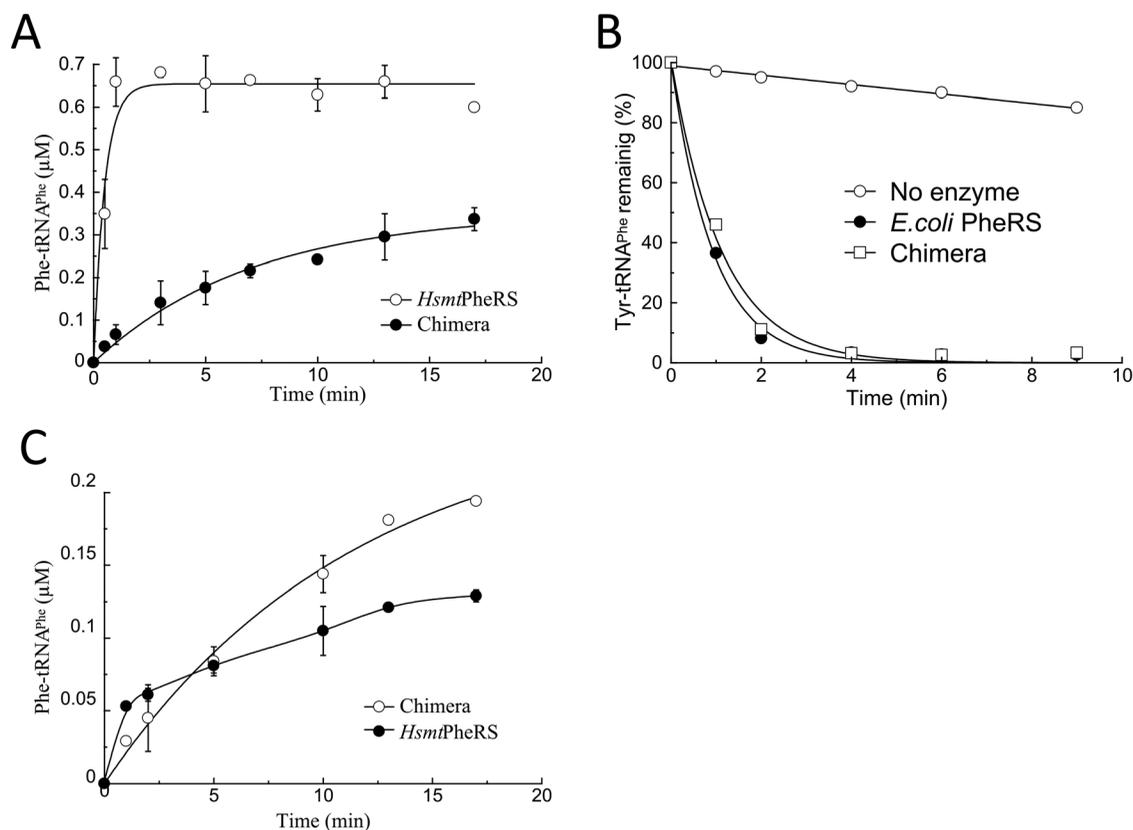 A
0.7
0.6
0.5
0.4
0.3
0.2
0.1
0
Phe-tRNAPhe (µM)
HsmtPheRS
Chimera
0 5 10 15 20
Time (min)
B
100
80
60
40
20
0
Tyr-tRNAPhe remainig (%)
No enzyme
E.coli PheRS
Chimera
0 2 4 6 8 10
Time (min)
C
0.2
0.15
0.1
0.05
0
Phe-tRNAPhe (µM)
Chimera
HsmtPheRS
0 5 10 15 20
Time (min)